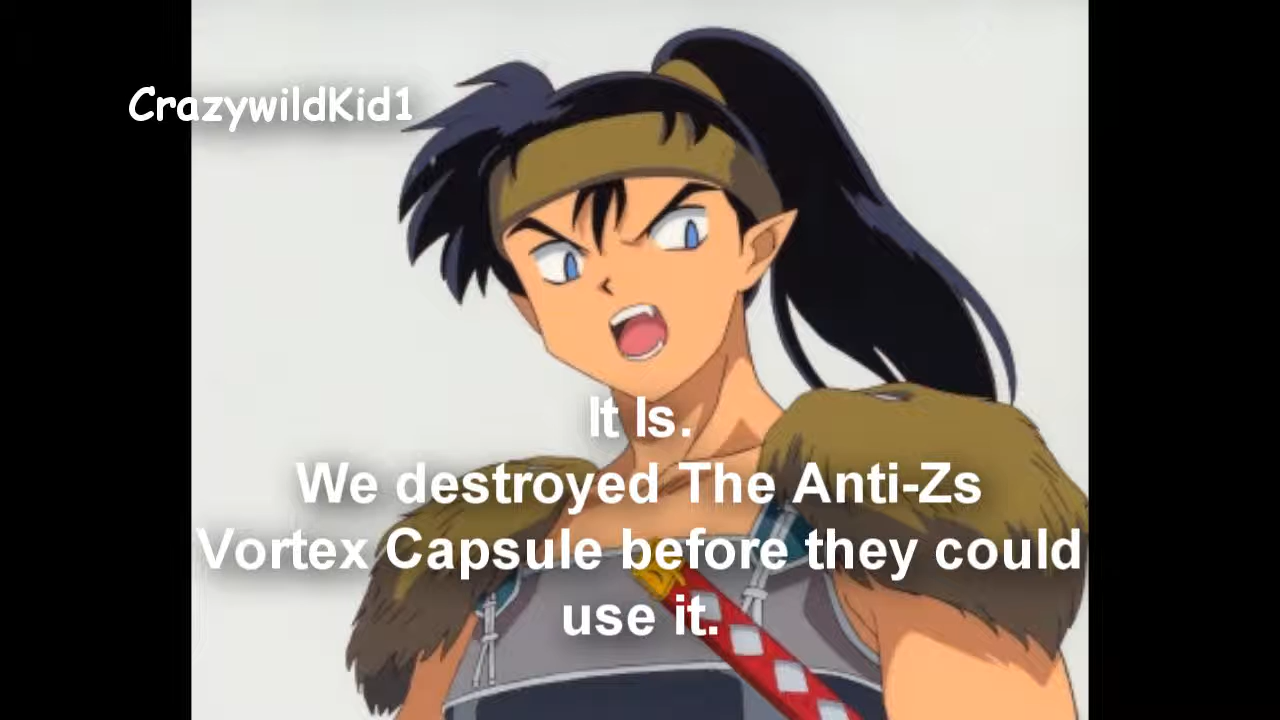 CrazywildKid1
It Is.
We destroyed The Anti-Zs
Vortex Capsule before they could
use it.